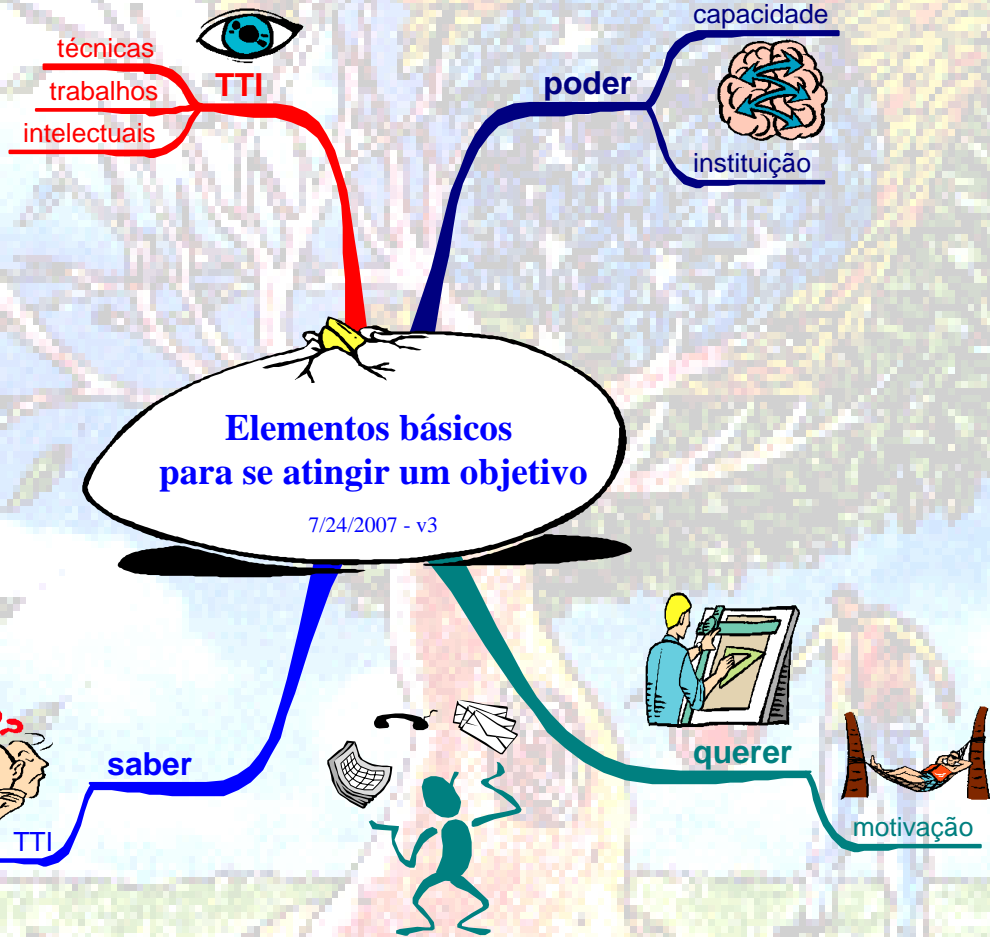 técnicas
trabalhos
intelectuais
TTI
poder
capacidade
instituição
Elementos básicos
para se atingir um objetivo
7/24/2007 - v3
saber
TTI
querer
motivação